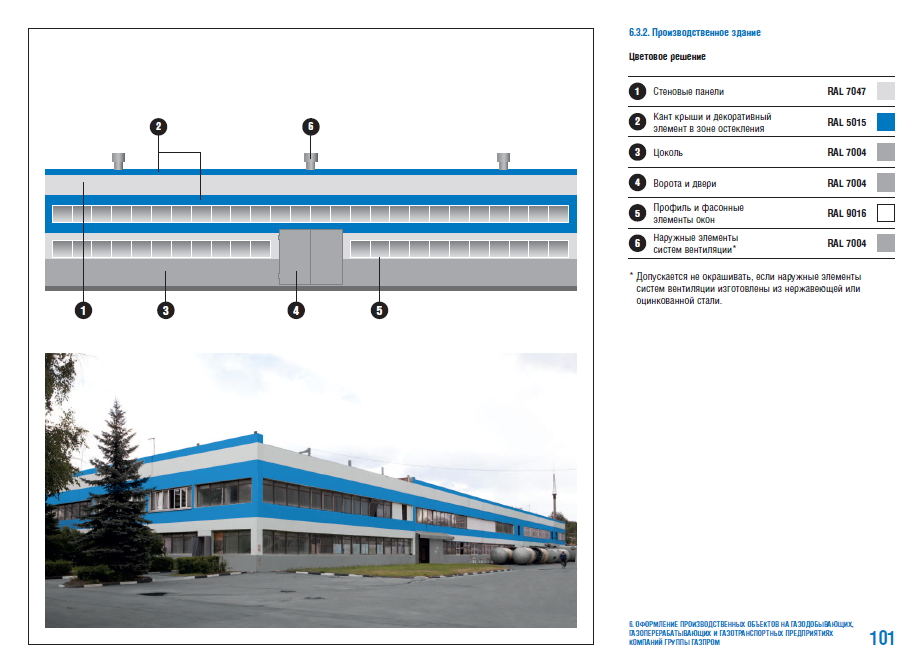 6.3.2. Производственное здание
Цветовое решение
1 Стеновые панели RAL 7047
2 Кант крыши и декоративный
элемент в зоне остекления RAL 5015
3 Цоколь RAL 7004
4 Ворота и двери RAL 7004
5 Профиль и фасонные
элементы окон RAL 9016
6 Наружные элементы
систем вентиляции* RAL 7004
* Допускается не окрашивать, если наружные элементы
систем вентиляции изготовлены из нержавеющей или
оцинкованной стали.
2 6
1 3 4 5
6. ОФОРМЛЕНИЕ ПРОИЗВОДСТВЕННЫХ ОБЪЕКТОВ НА ГАЗОДОБЫВАЮЩИХ,
ГАЗОПЕРЕРАБАТЫВАЮЩИХ И ГАЗОТРАНСПОРТНЫХ ПРЕДПРИЯТИЯХ
КОМПАНИЙ ГРУППЫ ГАЗПРОМ
101